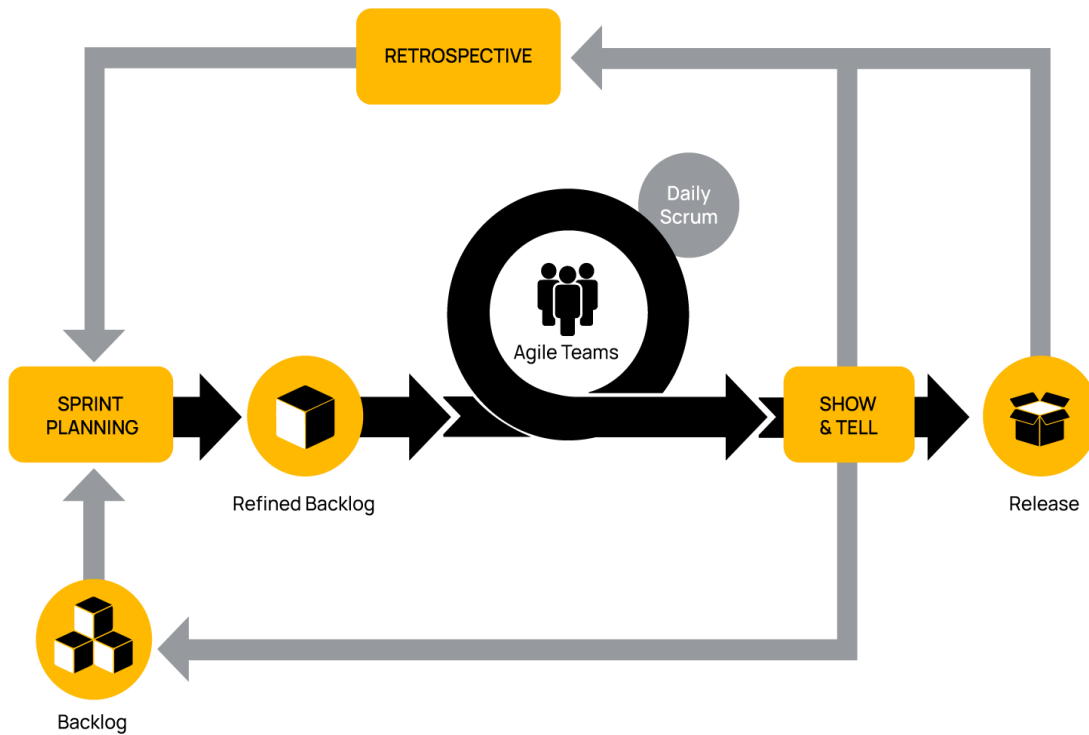 RETROSPECTIVE
Daily
Scrum
Agile Teams
SPRINT
PLANNING
SHOW
& TELL
Refined Backlog
Release
Backlog